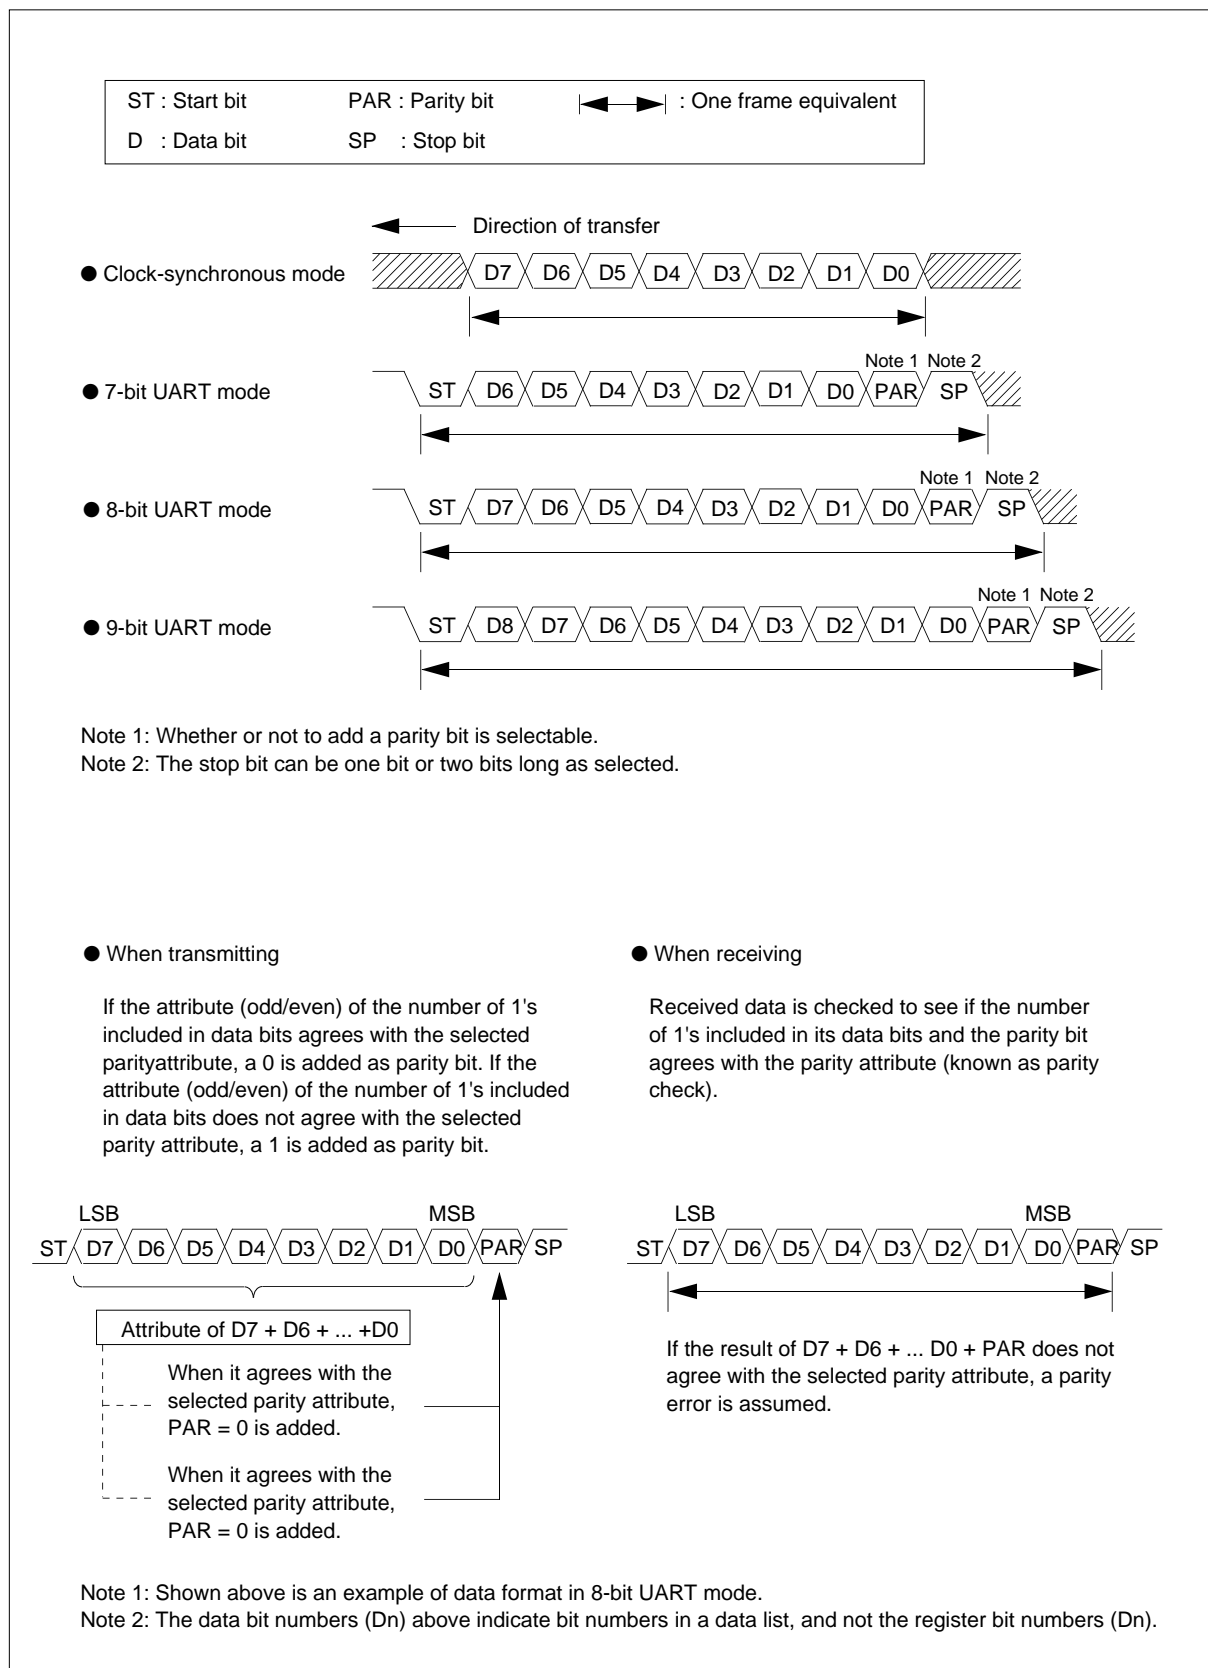 ST : Start bit PAR : Parity bit : One frame equivalent
D : Data bit SP : Stop bit
Direction of transfer
● Clock-synchronous mode D7 D6 D5 D4 D3 D2 D1 D0
Note 1 Note 2
● 7-bit UART mode ST D6 D5 D4 D3 D2 D1 D0 PAR SP
Note 1 Note 2
● 8-bit UART mode ST D7 D6 D5 D4 D3 D2 D1 D0 PAR SP
Note 1 Note 2
● 9-bit UART mode ST D8 D7 D6 D5 D4 D3 D2 D1 D0 PAR SP
Note 1: Whether or not to add a parity bit is selectable.
Note 2: The stop bit can be one bit or two bits long as selected.
● When transmitting
If the attribute (odd/even) of the number of 1's
included in data bits agrees with the selected
parityattribute, a 0 is added as parity bit. If the
attribute (odd/even) of the number of 1's included
in data bits does not agree with the selected
parity attribute, a 1 is added as parity bit.
LSB MSB
ST D7 D6 D5 D4 D3 D2 D1 D0 PAR SP
Attribute of D7 + D6 + ... +D0
When it agrees with the
selected parity attribute,
PAR = 0 is added.
When it agrees with the
selected parity attribute,
PAR = 0 is added.
● When receiving
Received data is checked to see if the number
of 1's included in its data bits and the parity bit
agrees with the parity attribute (known as parity
check).
LSB MSB
ST D7 D6 D5 D4 D3 D2 D1 D0 PAR SP
If the result of D7 + D6 + ... D0 + PAR does not
agree with the selected parity attribute, a parity
error is assumed.
Note 1: Shown above is an example of data format in 8-bit UART mode.
Note 2: The data bit numbers (Dn) above indicate bit numbers in a data list, and not the register bit numbers (Dn).